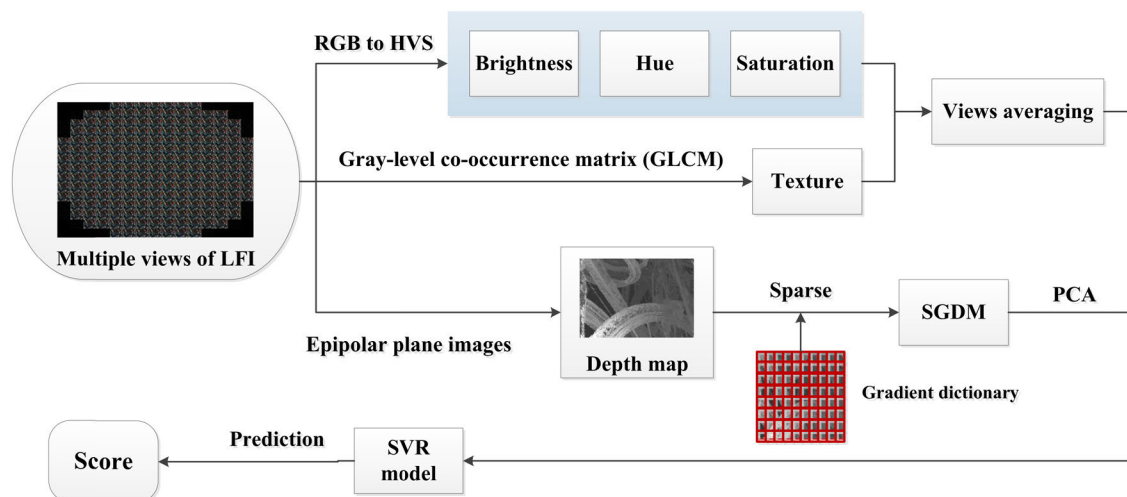 RGB to HVS
Brightness
Hue
Saturation
Views averaging
Gray-level co-occurrence matrix (GLCM)
Texture
Multiple views of LFI
Epipolar plane images
Depth map
Sparse
SGDM
PCA
Gradient dictionary
Score
Prediction
SVR
model